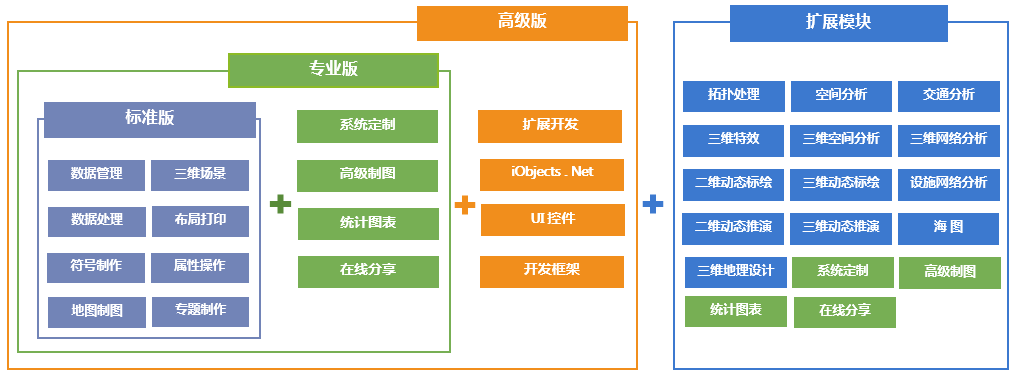 高级版
专业版
标准版
数据管理
三维场景
数据处理
布局打印
符号制作
属性操作
地图制图
专题制作
系统定制
高级制图
统计图表
在线分享
扩展开发
iObjects . Net
UI 控件
开发框架
扩展模块
拓扑处理
空间分析
交通分析
三维特效
三维空间分析
三维网络分析
二维动态标绘
三维动态标绘
设施网络分析
二维动态推演
三维动态推演
海 图
三维地理设计
系统定制
高级制图
统计图表
在线分享